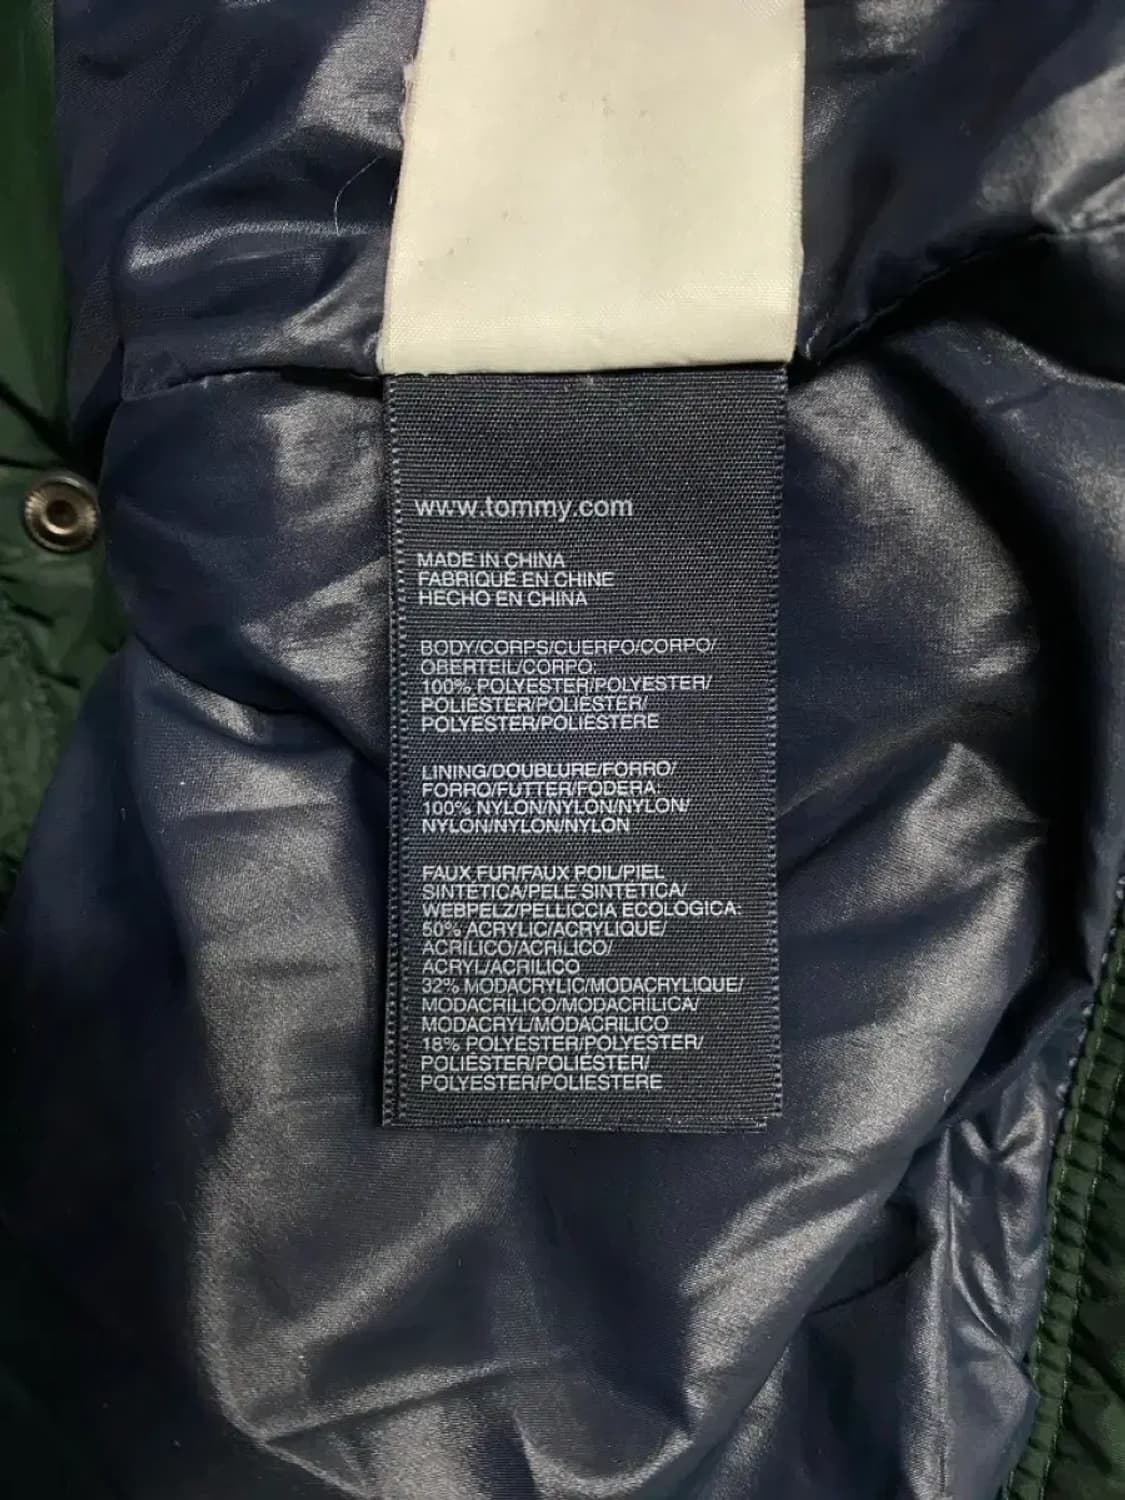 www.tommy.com
MADE IN CHINA
FABRIQUÉ EN CHINE
HECHO EN CHINA
BODY/CORPS/CUERPO/CORPO/
OBERTEIL/CORPO:
100% POLYESTER/POLYESTER/
POLIÉSTER/POLIÉSTER/
POLYESTER/POLIESTERE
LINING/DOUBLURE/FORRO/
FORRO/FUTTER/FODERA:
100% NYLON/NYLON/NYLON/
NYLON/NYLON/NYLON
FAUX FUR/FAUX POIL/PIEL
SINTÉTICA/PELE SINTÉTICA/
WEBPELZ/PELLICCIA ECOLOGICA:
50% ACRYLIC/ACRYLIQUE/
ACRÍLICO/ACRÍLICO/
ACRYL/ACRILICO
32% MODACRYLIC/MODACRYLIQUE/
MODACRÍLICO/MODACRÍLICA/
MODACRYL/MODACRILICO
18% POLYESTER/POLYESTER/
POLIÉSTER/POLIÉSTER/
POLYESTER/POLIESTERE